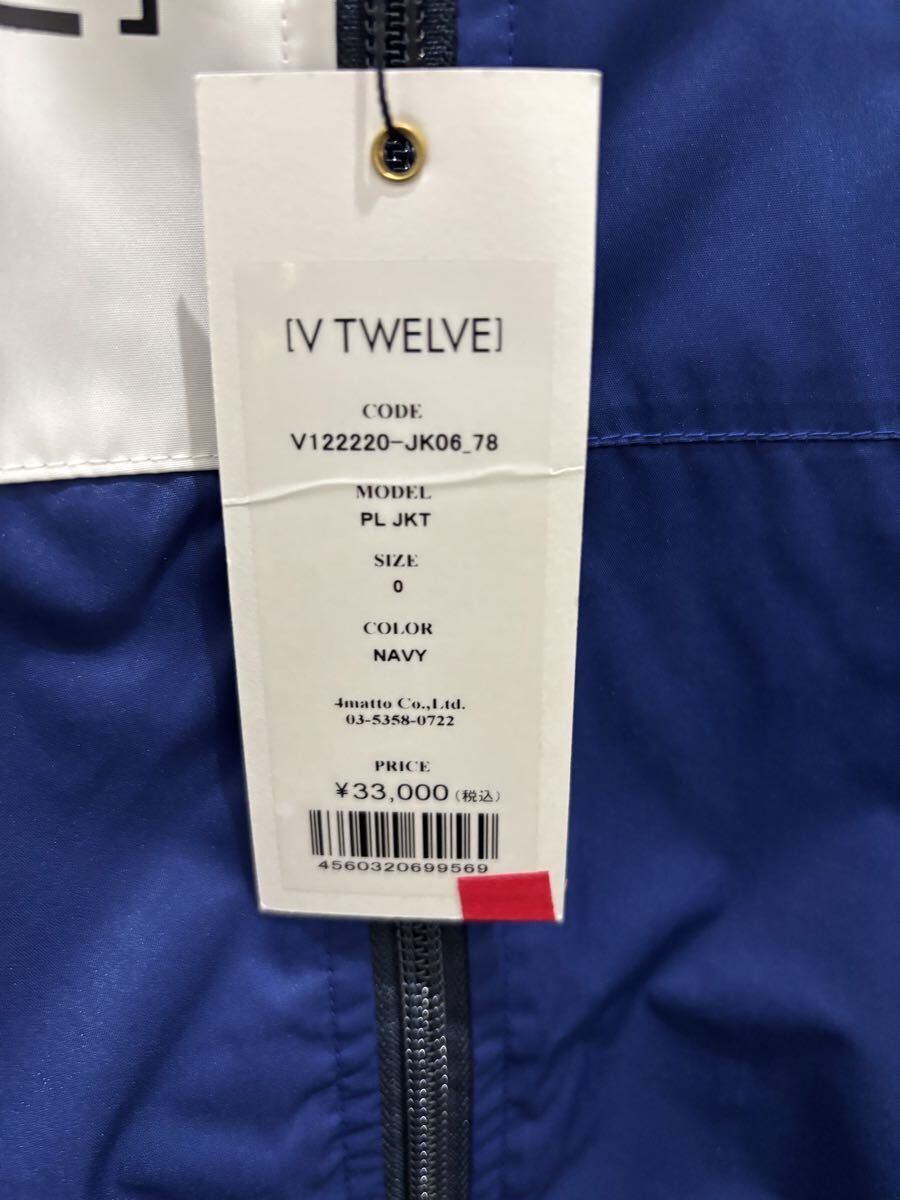 [V TWELVE]
CODE
V122220-JK06_78
MODEL
PL JKT
SIZE
0
COLOR
NAVY
4matto Co.,Ltd.
03-5358-0722
PRICE
¥33,000(税込)
4560320699569